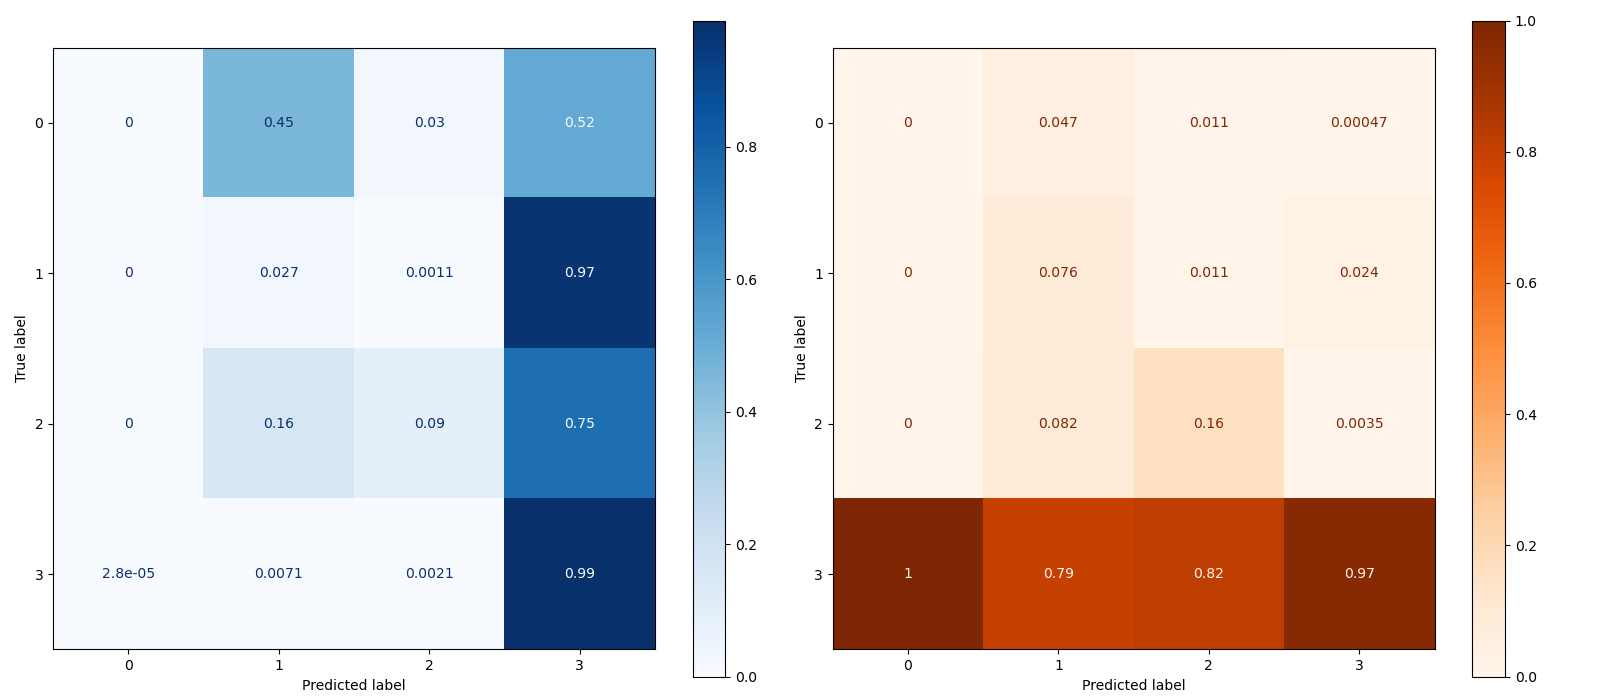 0 0 0.45 0.03 0.52
1 0 0.027 0.0011 0.97
2 0 0.16 0.09 0.75
3 2.8e-05 0.0071 0.0021 0.99
0 1 2 3
Predicted label
True label
0.8
0.6
0.4
0.2
0.0
0 0 0.047 0.011 0.00047
1 0 0.076 0.011 0.024
2 0 0.082 0.16 0.0035
3 1 0.79 0.82 0.97
0 1 2 3
Predicted label
True label
1.0
0.8
0.6
0.4
0.2
0.0